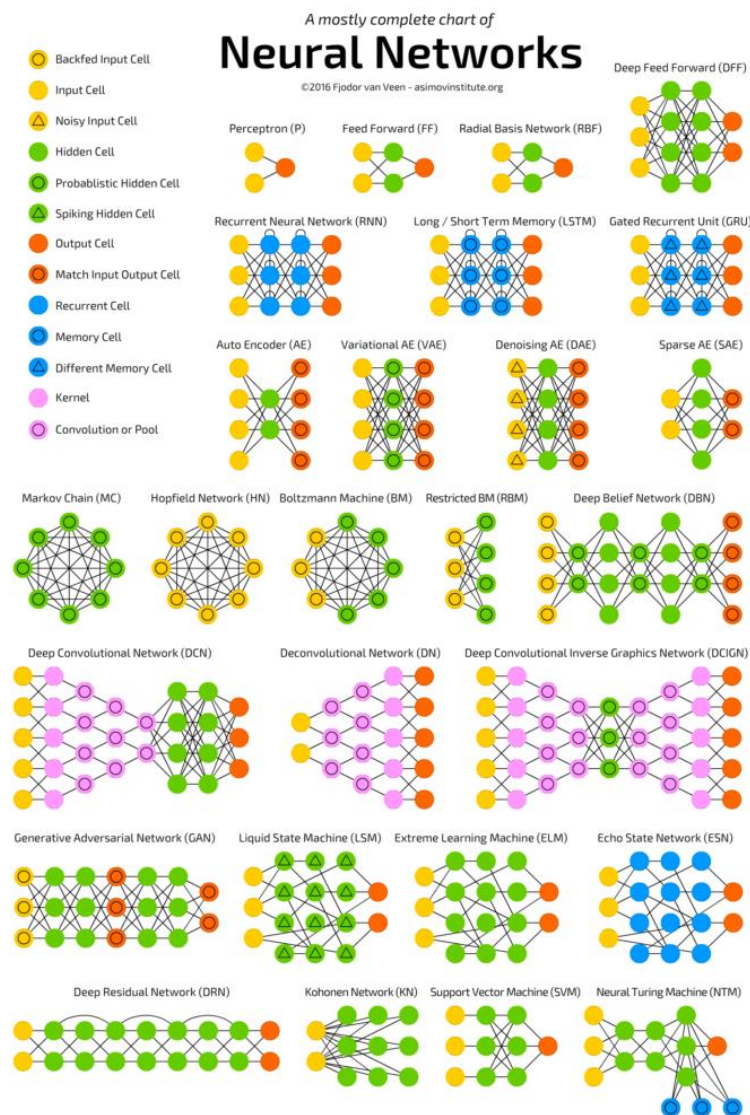 A mostly complete chart of
Neural Networks
©2016 Fjodor van Veen - asimovinstitute.org
Backfed Input Cell
Input Cell
Noisy Input Cell
Hidden Cell
Probablistic Hidden Cell
Spiking Hidden Cell
Output Cell
Match Input Output Cell
Recurrent Cell
Memory Cell
Different Memory Cell
Kernel
Convolution or Pool
Deep Feed Forward (DFF)
Perceptron (P)
Feed Forward (FF)
Radial Basis Network (RBF)
Recurrent Neural Network (RNN)
Long / Short Term Memory (LSTM)
Gated Recurrent Unit (GRU)
Auto Encoder (AE)
Variational AE (VAE)
Denoising AE (DAE)
Sparse AE (SAE)
Markov Chain (MC)
Hopfield Network (HN)
Boltzmann Machine (BM)
Restricted BM (RBM)
Deep Belief Network (DBN)
Deep Convolutional Network (DCN)
Deconvolutional Network (DN)
Deep Convolutional Inverse Graphics Network (DCIGN)
Generative Adversarial Network (GAN)
Liquid State Machine (LSM)
Extreme Learning Machine (ELM)
Echo State Network (ESN)
Deep Residual Network (DRN)
Kohonen Network (KN)
Support Vector Machine (SVM)
Neural Turing Machine (NTM)